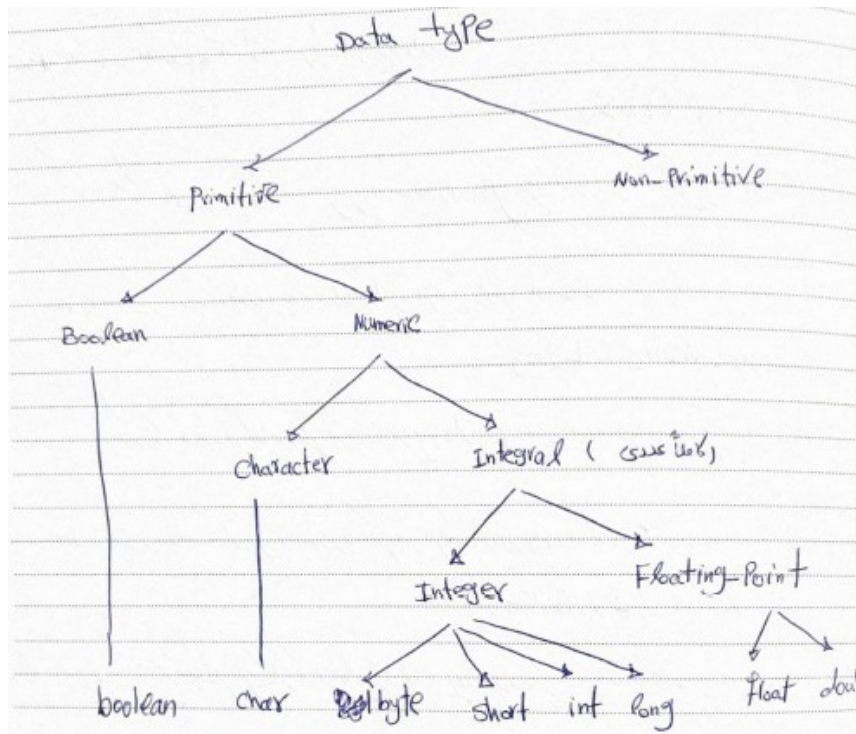 Data type
Primitive Non-Primitive
Boolean Numeric
Character Integral (
Integer Floating-Point
boolean char byte short int long float dou